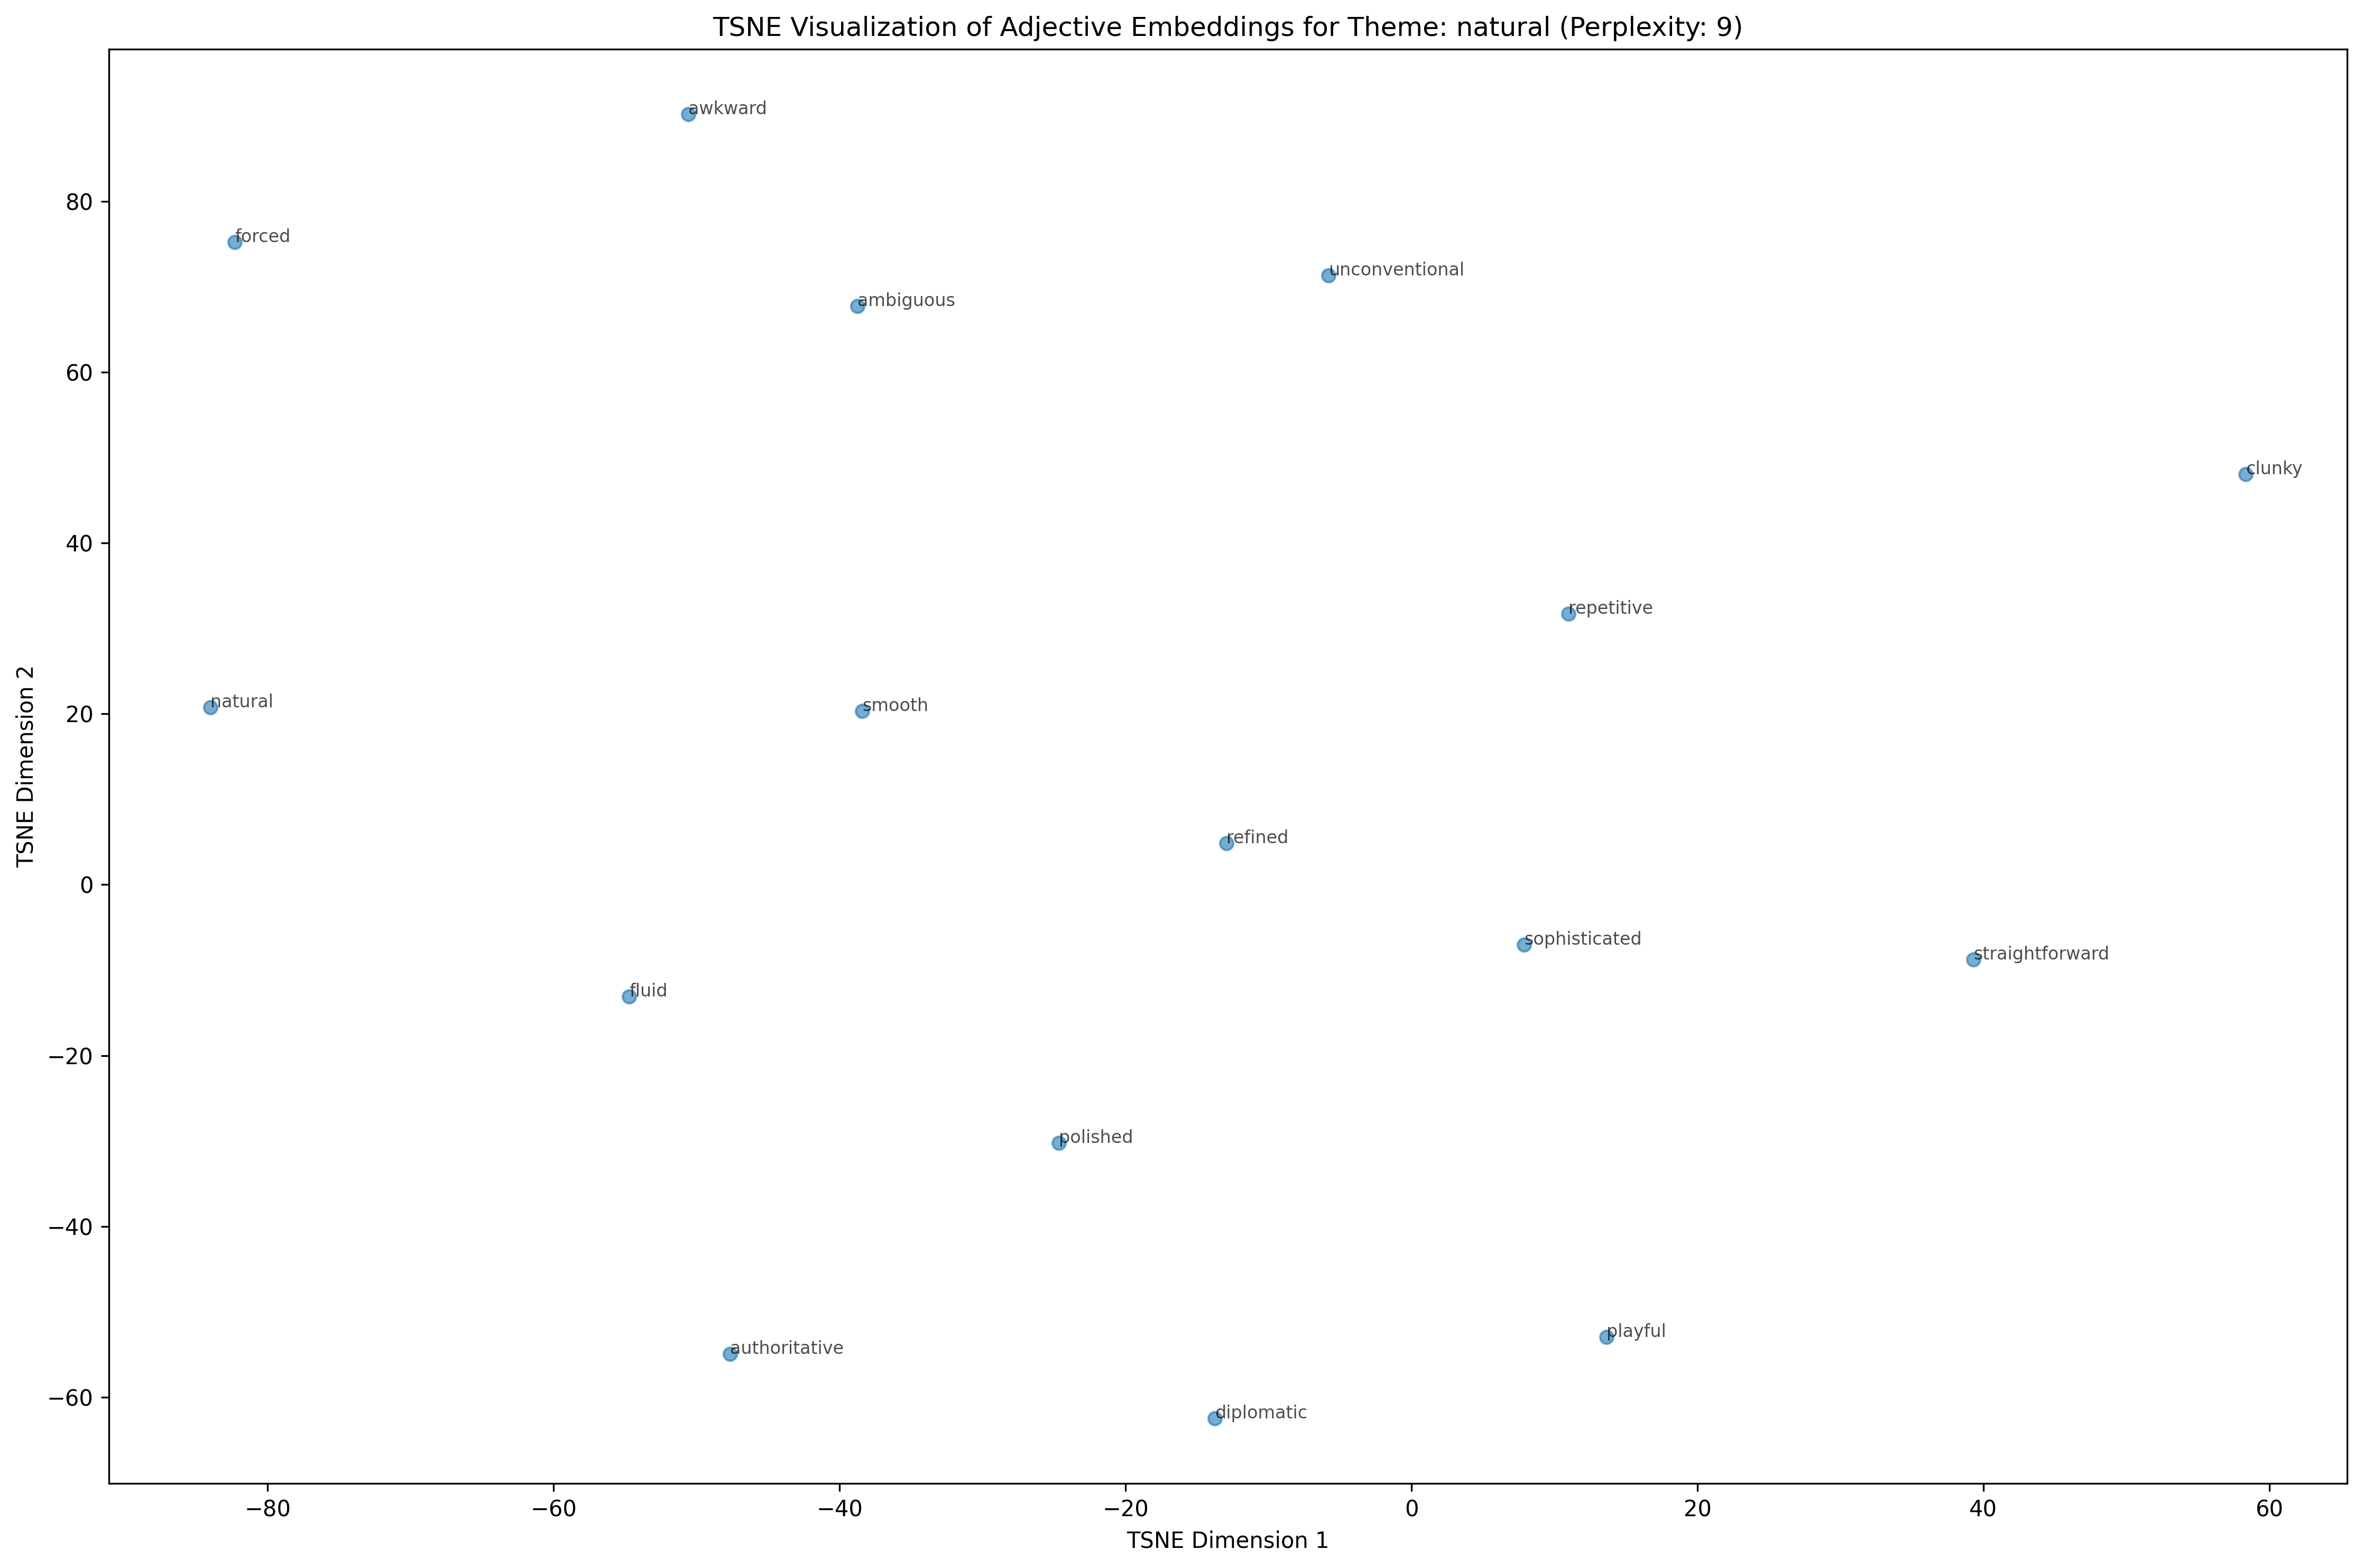 TSNE Visualization of Adjective Embeddings for Theme: natural (Perplexity: 9)
awkward
forced
unconventional
ambiguous
clunky
repetitive
natural
smooth
refined
sophisticated
straightforward
fluid
polished
playful
authoritative
diplomatic
80
60
40
20
0
−20
−40
−60
TSNE Dimension 2
−80
−60
−40
−20
0
20
40
60
TSNE Dimension 1